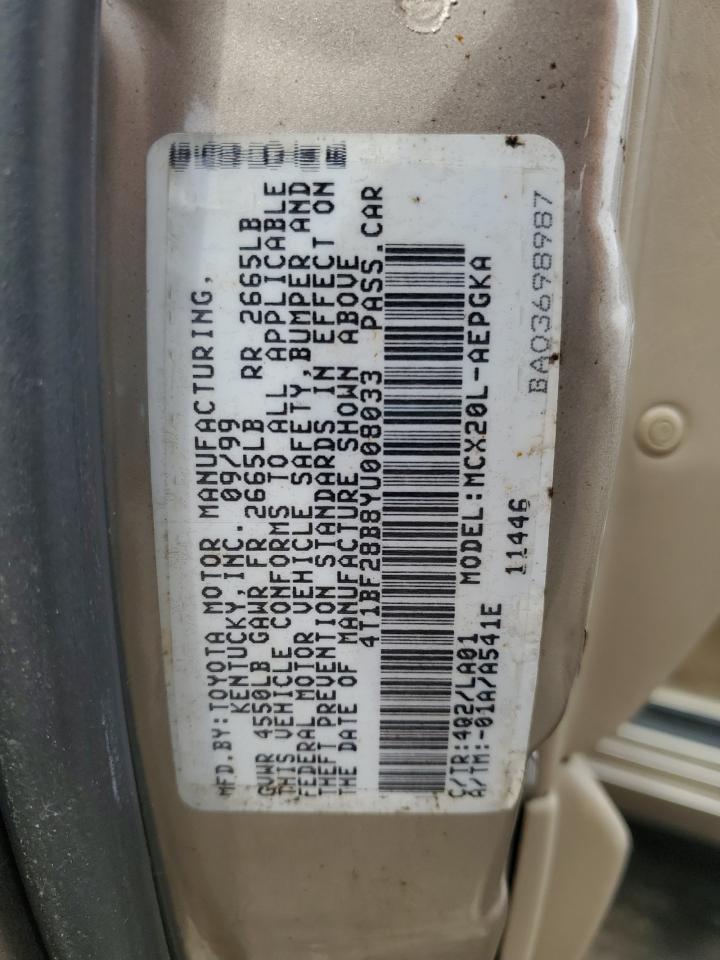 MFD.BY:TOYOTA MOTOR MANUFACTURING,
KENTUCKY,INC. 09/99
GVWR 4550LB GAWR FR 2665LB RR 2665LB
THIS VEHICLE CONFORMS TO ALL APPLICABLE
FEDERAL MOTOR VEHICLE SAFETY,BUMPER AND
THEFT PREVENTION STANDARDS IN EFFECT ON
THE DATE OF MANUFACTURE SHOWN ABOVE
4T1BF28B8YU008033 PASS.CAR
C/TR:402/LA01 MODEL:MCX20L-AEPGKA
A/TM:-01A/A541E 11446
BA03698987